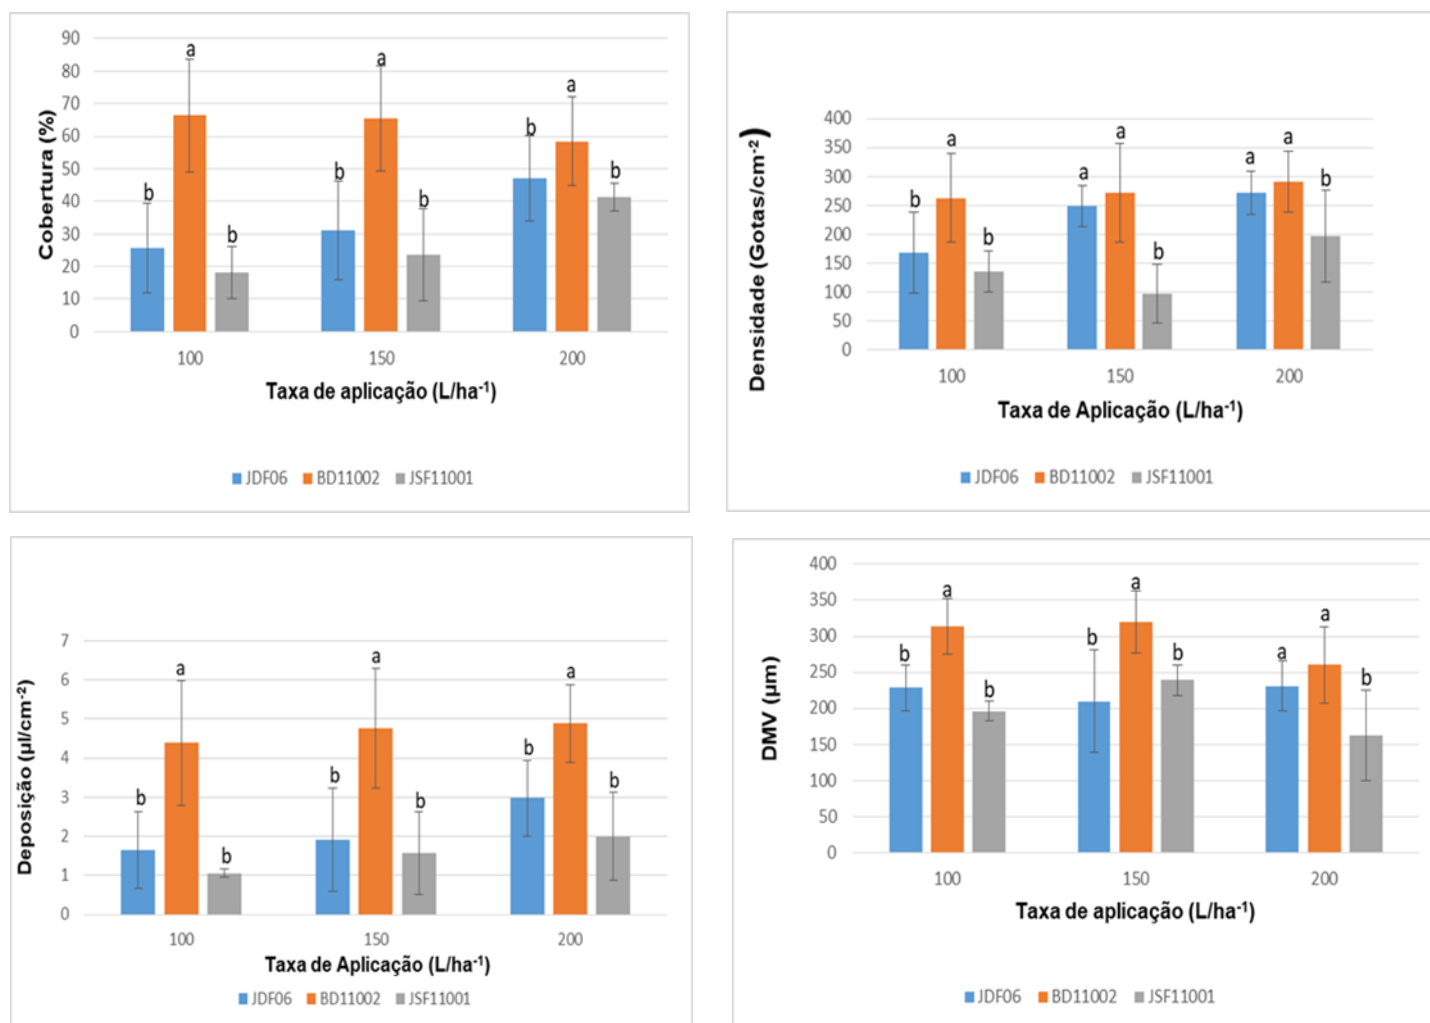 Cobertura (%)
90
80
70
60
50
40
30
20
10
0
a
a
a
b
b
b
b
b
b
100 150 200
Taxa de aplicação (L/ha⁻¹)
JDF06 BD11002 JSF11001
Densidade (Gotas/cm⁻²)
400
350
300
250
200
150
100
50
0
b a b
a a b
a a b
100 150 200
Taxa de Aplicação (L/ha⁻¹)
JDF06 BD11002 JSF11001
Deposição (µl/cm⁻²)
7
6
5
4
3
2
1
0
b a b
b a b
b a b
100 150 200
Taxa de Aplicação (L/ha⁻¹)
JDF06 BD11002 JSF11001
DMV (µm)
400
350
300
250
200
150
100
50
0
b a b
b a b
a a b
100 150 200
Taxa de aplicação (L/ha⁻¹)
JDF06 BD11002 JSF11001